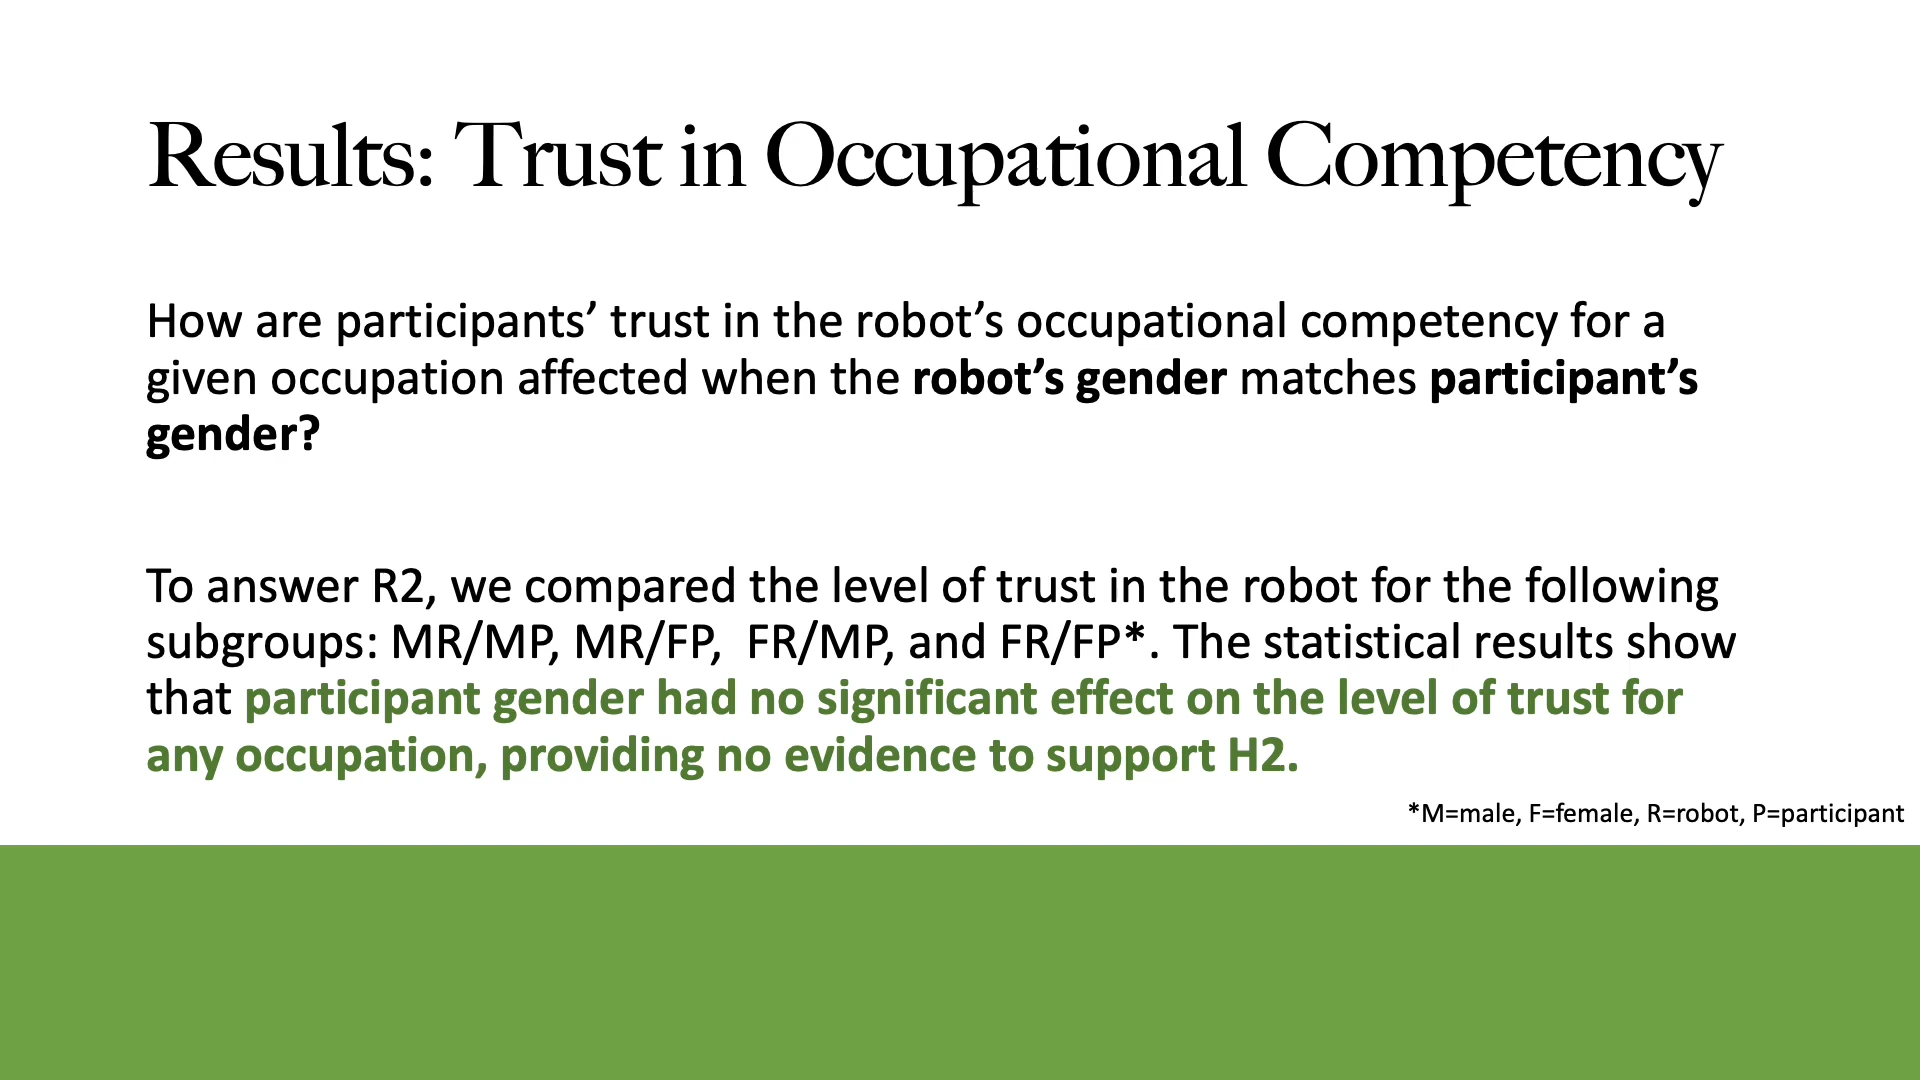 Results: Trust in Occupational Competency
How are participants’ trust in the robot’s occupational competency for a
given occupation affected when the robot’s gender matches participant’s
gender?
To answer R2, we compared the level of trust in the robot for the following
subgroups: MR/MP, MR/FP,  FR/MP, and FR/FP*. The statistical results show
that participant gender had no significant effect on the level of trust for
any occupation, providing no evidence to support H2.
*M=male, F=female, R=robot, P=participant